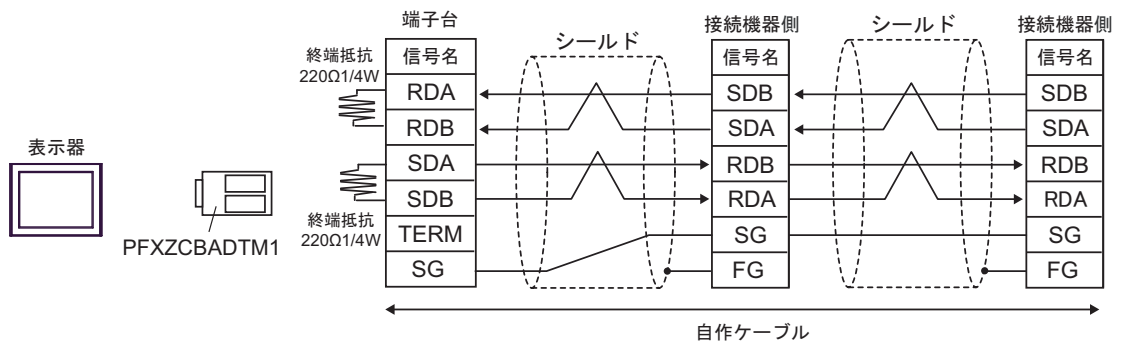 表示器
PFXZCBADTM1
終端抵抗
220Ω1/4W
終端抵抗
220Ω1/4W
端子台
信号名
RDA
RDB
SDA
SDB
TERM
SG
シールド
接続機器側
信号名
SDB
SDA
RDB
RDA
SG
FG
シールド
接続機器側
信号名
SDB
SDA
RDB
RDA
SG
FG
自作ケーブル